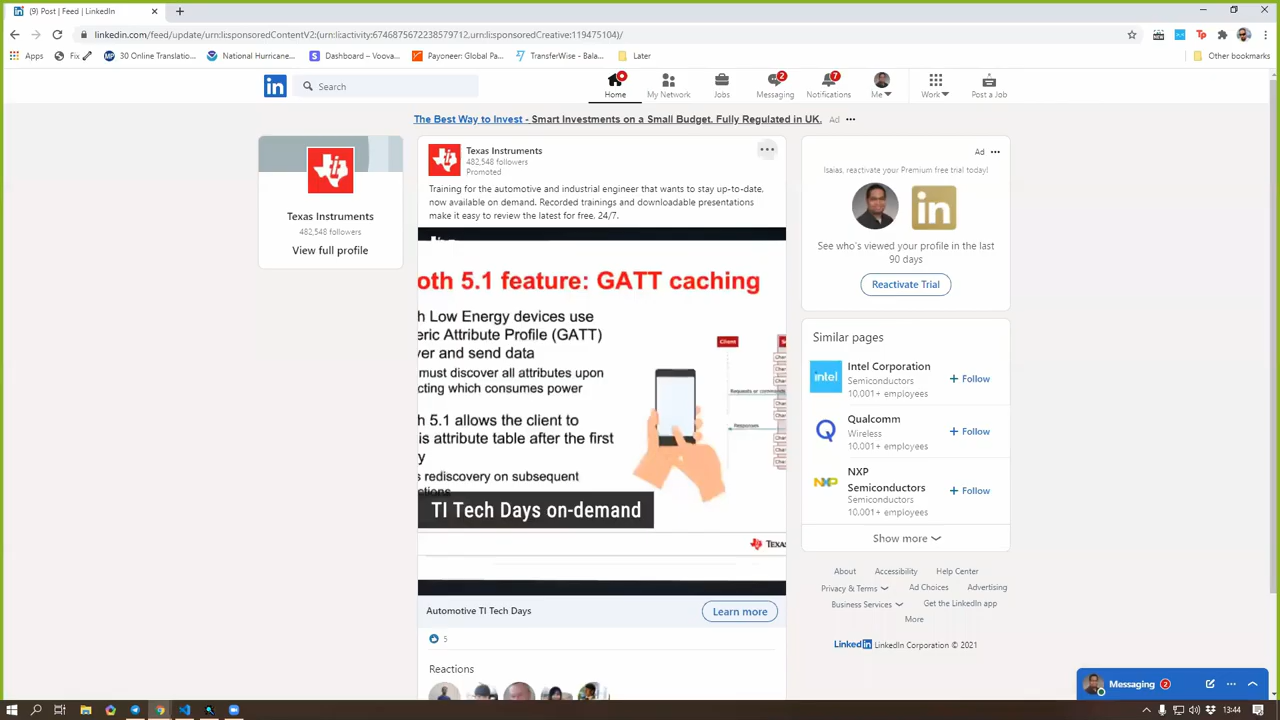 (9) Post | Feed | LinkedIn
linkedin.com/feed/update/urn:li:sponsoredContentV2:(urn:li:activity:6746875672238579712,urn:li:sponsoredCreative:119475104)/
Apps
Fix
30 Online Translatio...
National Hurricane...
Dashboard – Voova...
Payoneer: Global Pa...
TransferWise - Bala...
Later
Other bookmarks
Search
Home
My Network
Jobs
2
Messaging
7
Notifications
Me
Work
Post a Job
The Best Way to Invest - Smart Investments on a Small Budget. Fully Regulated in UK.
Ad
Texas Instruments
482,548 followers
View full profile
Texas Instruments
482,548 followers
Promoted
Training for the automotive and industrial engineer that wants to stay up-to-date,
now available on demand. Recorded trainings and downloadable presentations
make it easy to review the latest for free. 24/7.
oth 5.1 feature: GATT caching
h Low Energy devices use
eric Attribute Profile (GATT)
ver and send data
must discover all attributes upon
cting which consumes power
h 5.1 allows the client to
is attribute table after the first
y
s rediscovery on subsequent
ctions
Client
Requests or commands
Responses
TI Tech Days on-demand
TEXAS
Automotive TI Tech Days
Learn more
5
Reactions
Ad
Isaias, reactivate your Premium free trial today!
See who's viewed your profile in the last
90 days
Reactivate Trial
Similar pages
Intel Corporation
Semiconductors
10,001+ employees
+ Follow
Qualcomm
Wireless
10,001+ employees
+ Follow
NXP
Semiconductors
Semiconductors
10,001+ employees
+ Follow
Show more
About
Accessibility
Help Center
Privacy & Terms
Ad Choices
Advertising
Business Services
Get the LinkedIn app
More
LinkedIn LinkedIn Corporation © 2021
Messaging 2
13:44